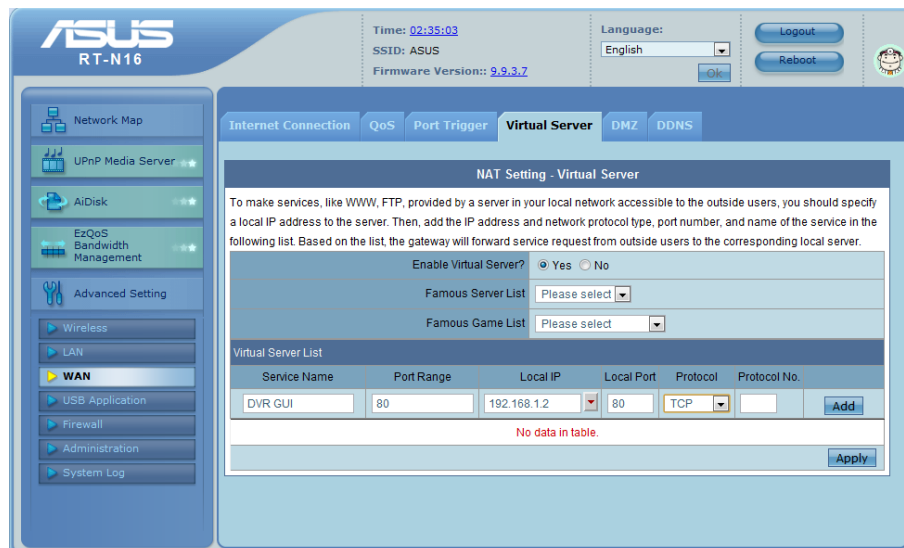 ASUS
RT-N16
Time: 02:35:03
SSID: ASUS
Firmware Version:: 9.9.3.7
Language:
English
Ok
Logout
Reboot
Network Map
UPnP Media Server
AiDisk
EzQoS
Bandwidth
Management
Advanced Setting
Wireless
LAN
WAN
USB Application
Firewall
Administration
System Log
Internet Connection QoS Port Trigger Virtual Server DMZ DDNS
NAT Setting - Virtual Server
To make services, like WWW, FTP, provided by a server in your local network accessible to the outside users, you should specify
a local IP address to the server. Then, add the IP address and network protocol type, port number, and name of the service in the
following list. Based on the list, the gateway will forward service request from outside users to the corresponding local server.
Enable Virtual Server? Yes No
Famous Server List Please select
Famous Game List Please select
Virtual Server List
Service Name Port Range Local IP Local Port Protocol Protocol No.
DVR GUI 80 192.168.1.2 80 TCP Add
No data in table.
Apply